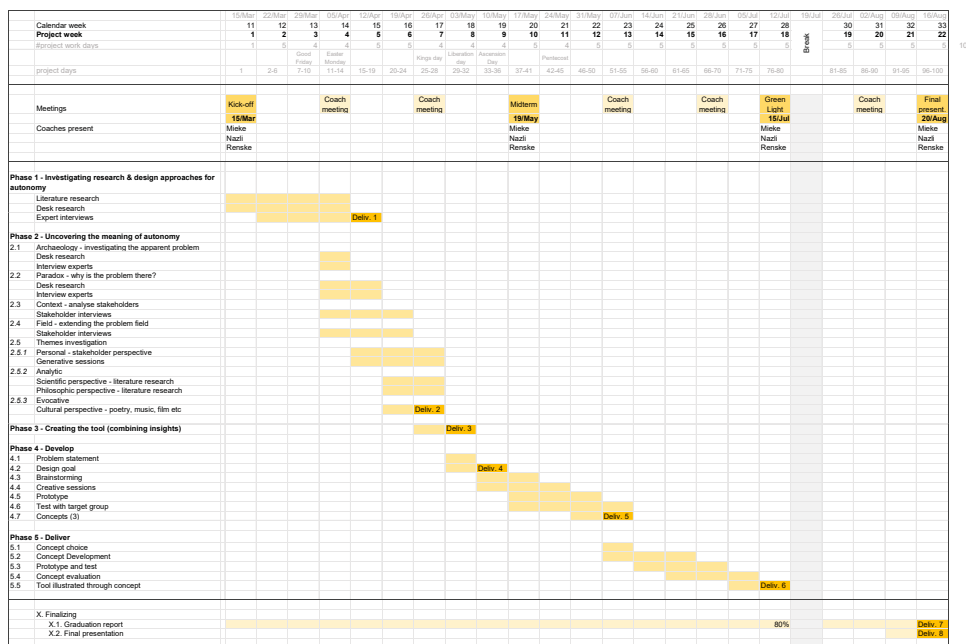 15/Mar 22/Mar 29/Mar 05/Apr 12/Apr 19/Apr 26/Apr 03/May 10/May 17/May 24/May 31/May 07/Jun 14/Jun 21/Jun 28/Jun 05/Jul 12/Jul 19/Jul 26/Jul 02/Aug 09/Aug 16/Aug
Calendar week 11 12 13 14 15 16 17 18 19 20 21 22 23 24 25 26 27 28 30 31 32 33
Project week 1 2 3 4 5 6 7 8 9 10 11 12 13 14 15 16 17 18 Break 19 20 21 22
#project work days 1 5 4 4 5 5 4 4 4 5 4 5 5 5 5 5 5 5 5 5 5 5
Good Friday Easter Monday Kings day Liberation day Ascension Day Pentecost
project days 1 2-6 7-10 11-14 15-19 20-24 25-28 29-32 33-36 37-41 42-45 46-50 51-55 56-60 61-65 66-70 71-75 76-80 81-85 86-90 91-95 96-100
Meetings Kick-off Coach meeting Coach meeting Midterm Coach meeting Coach meeting Green Light Coach meeting Final present.
15/Mar 19/May 15/Jul 20/Aug
Coaches present Mieke Mieke Mieke Mieke
Nazli Nazli Nazli Nazli
Renske Renske Renske Renske
Phase 1 - Investigating research & design approaches for
autonomy
Literature research
Desk research
Expert interviews Deliv. 1
Phase 2 - Uncovering the meaning of autonomy
2.1 Archaeology - investigating the apparent problem
Desk research
Interview experts
2.2 Paradox - why is the problem there?
Desk research
Interview experts
2.3 Context - analyse stakeholders
Stakeholder interviews
2.4 Field - extending the problem field
Stakeholder interviews
2.5 Themes investigation
2.5.1 Personal - stakeholder perspective
Generative sessions
2.5.2 Analytic
Scientific perspective - literature research
Philosophic perspective - literature research
2.5.3 Evocative
Cultural perspective - poetry, music, film etc Deliv. 2
Phase 3 - Creating the tool (combining insights) Deliv. 3
Phase 4 - Develop
4.1 Problem statement
4.2 Design goal Deliv. 4
4.3 Brainstorming
4.4 Creative sessions
4.5 Prototype
4.6 Test with target group
4.7 Concepts (3) Deliv. 5
Phase 5 - Deliver
5.1 Concept choice
5.2 Concept Development
5.3 Prototype and test
5.4 Concept evaluation
5.5 Tool illustrated through concept Deliv. 6
X. Finalizing
X.1. Graduation report 80% Deliv. 7
X.2. Final presentation Deliv. 8